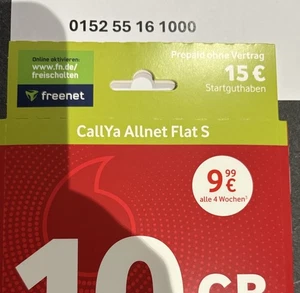 0152 55 16 1000
Online aktivieren:
www.fn.de/
freischalten
freenet
Prepaid ohne Vertrag
15 €
Startguthaben
CallYa Allnet Flat S
9,99 €
alle 4 Wochen¹
10 GB